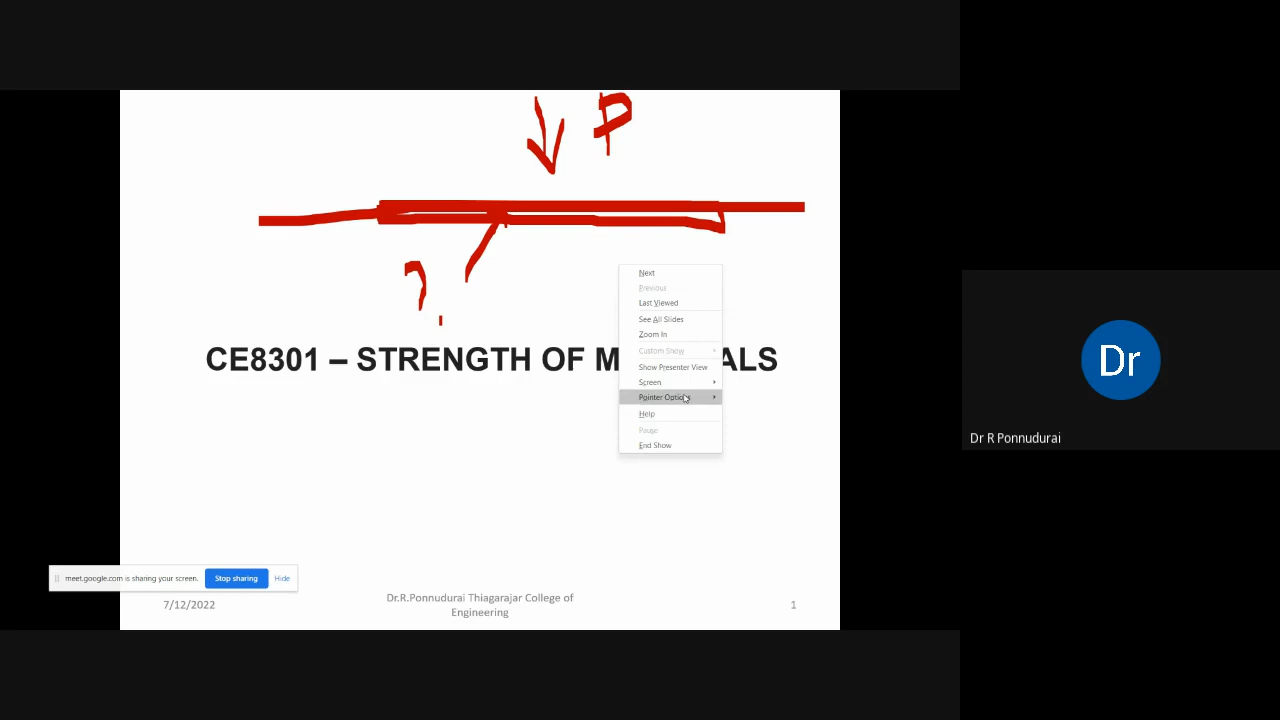 P
?
Next
Previous
Last Viewed
See All Slides
Zoom In
Custom Show
Show Presenter View
Screen
Pointer Options
Help
Pause
End Show
CE8301 – STRENGTH OF M ALS
meet.google.com is sharing your screen. Stop sharing Hide
7/12/2022
Dr.R.Ponnudurai Thiagarajar College of
Engineering
1
Dr
Dr R Ponnudurai